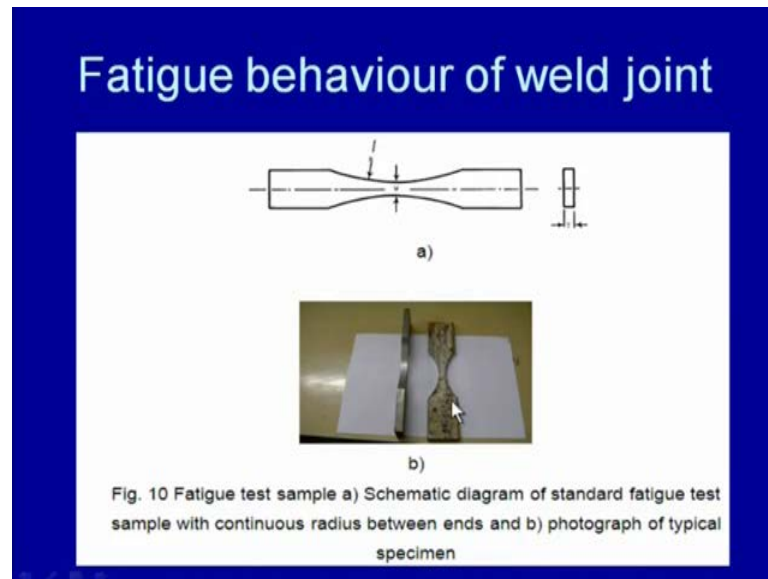 Fatigue behaviour of weld joint
a)
b)
Fig. 10 Fatigue test sample a) Schematic diagram of standard fatigue test
sample with continuous radius between ends and b) photograph of typical
specimen